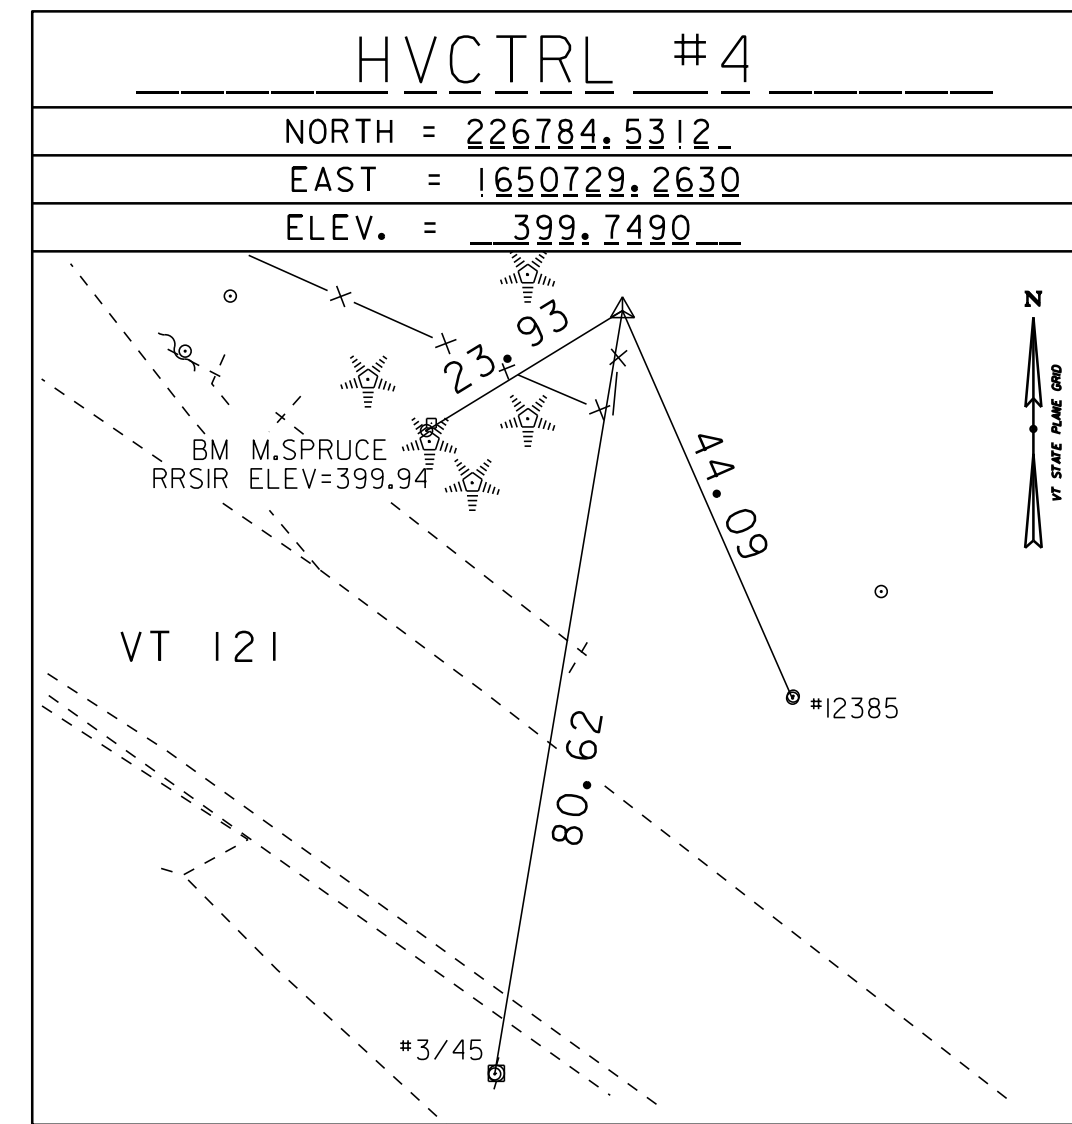 HVCTRL #4
NORTH = 226784.5312
EAST = 1650729.2630
ELEV. = 399.7490
N
VT STATE PLANE GRID
23.93
BM M.SPRUCE
RRSIR ELEV=399.94
44.09
VT 121
#12385
80.62
#3/45